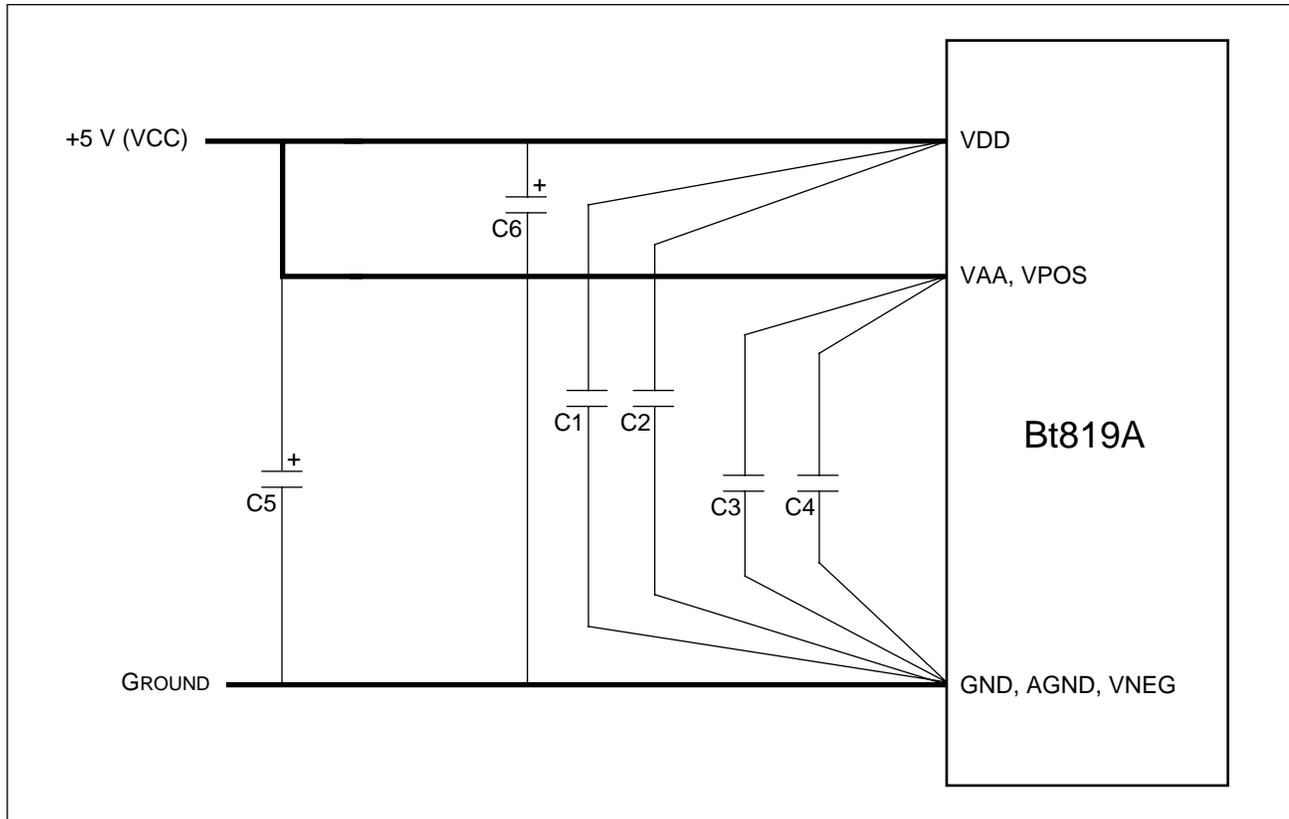 +5 V (VCC)
VDD
+
C6
VAA, VPOS
C1
C2
Bt819A
+
C5
C3
C4
GROUND
GND, AGND, VNEG